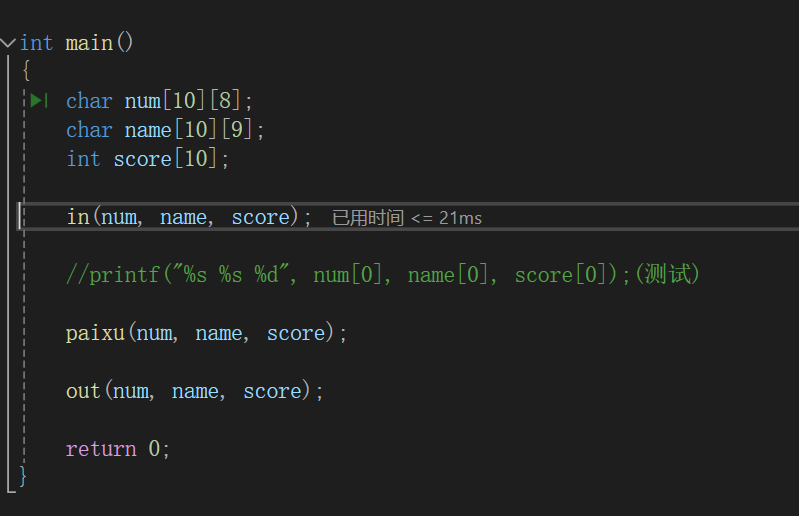 int main()
{
char num[10][8];
char name[10][9];
int score[10];
in(num, name, score); 已用时间 <= 21ms
//printf("%s %s %d", num[0], name[0], score[0]);(测试)
paixu(num, name, score);
out(num, name, score);
return 0;
}